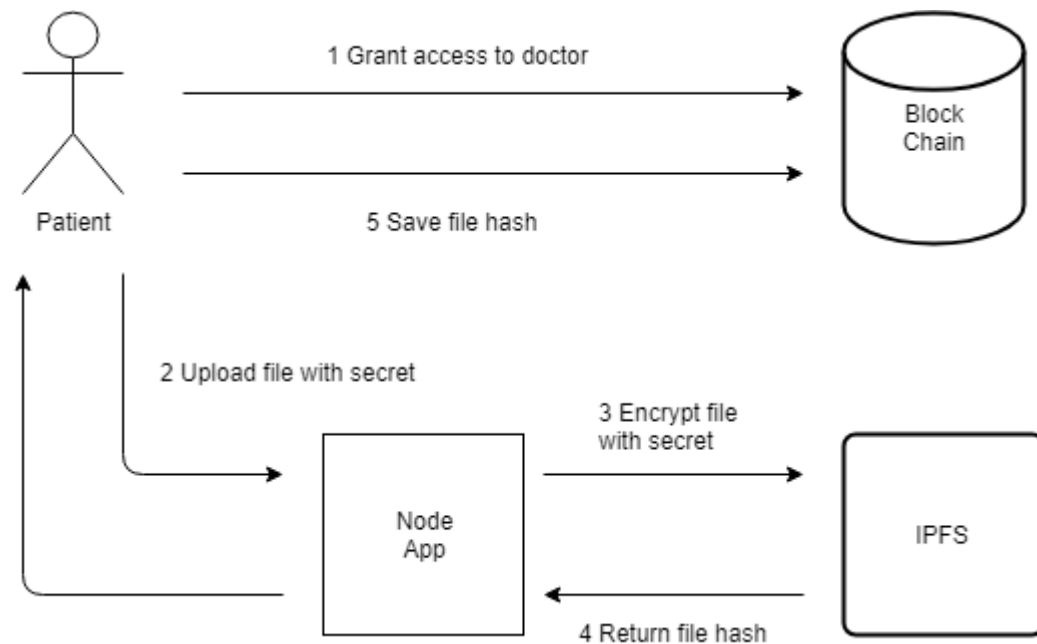 1 Grant access to doctor
Block
Chain
Patient
5 Save file hash
2 Upload file with secret
3 Encrypt file
with secret
Node
App
IPFS
4 Return file hash